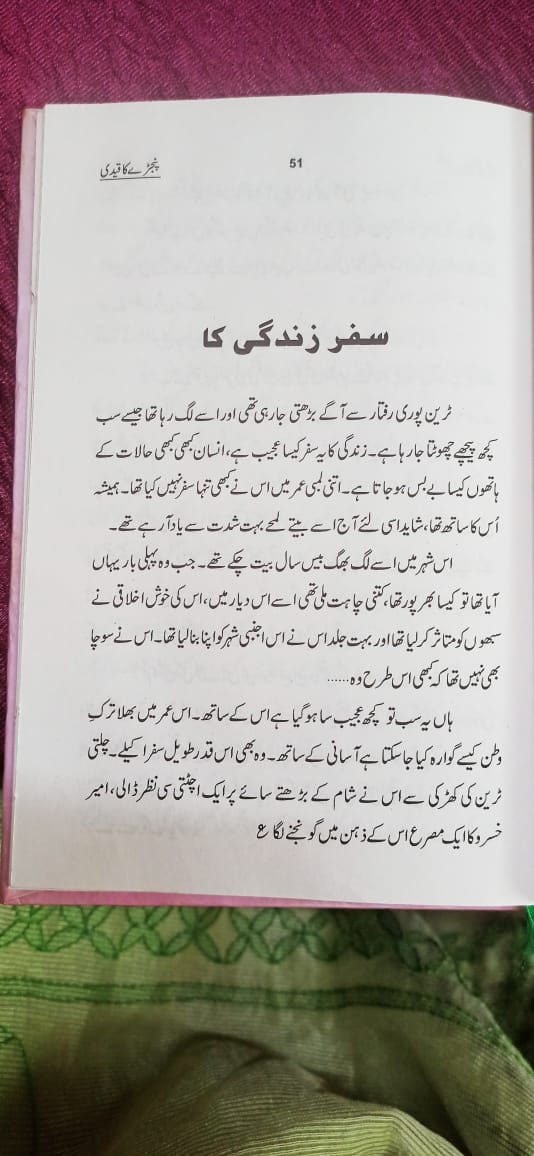 51
پنجڑے کا قیدی
سفر زندگی کا
ٹرین پوری رفتار سے آگے بڑھتی جارہی تھی اور اسے لگ رہا تھا جیسے سب
کچھ پیچھے چھوٹتا جا رہا ہے۔ زندگی کا یہ سفر کیسا عجیب ہے، انسان کبھی کبھی حالات کے
ہاتھوں کیسا بے بس ہو جاتا ہے۔ اتنی لمبی عمر میں اس نے کبھی تنہا سفر نہیں کیا تھا۔ ہمیشہ
اُس کا ساتھ تھا، شاید اسی لئے آج اسے بیتے لمحے بہت شدت سے یاد آ رہے تھے۔
اس شہر میں اسے لگ بھگ بیس سال بیت چکے تھے۔ جب وہ پہلی بار یہاں
آیا تھا تو کیسا بھر پور تھا، کتنی چاہت ملی تھی اسے اس دیار میں، اس کی خوش اخلاقی نے
سبھوں کو متاثر کر لیا تھا اور بہت جلد اس نے اس اجنبی شہر کو اپنا بنا لیا تھا۔ اس نے سوچا
بھی نہیں تھا کہ کبھی اس طرح وہ......
ہاں یہ سب تو کچھ عجیب سا ہو گیا ہے اس کے ساتھ۔ اس عمر میں بھلا ترکِ
وطن کیسے گوارہ کیا جا سکتا ہے آسانی کے ساتھ۔ وہ بھی اس قدر طویل سفر اکیلے۔ چلتی
ٹرین کی کھڑکی سے اس نے شام کے بڑھتے سائے پر ایک اچٹتی سی نظر ڈالی، امیر
خسرو کا ایک مصرع اس کے ذہن میں گونجنے لگا ع